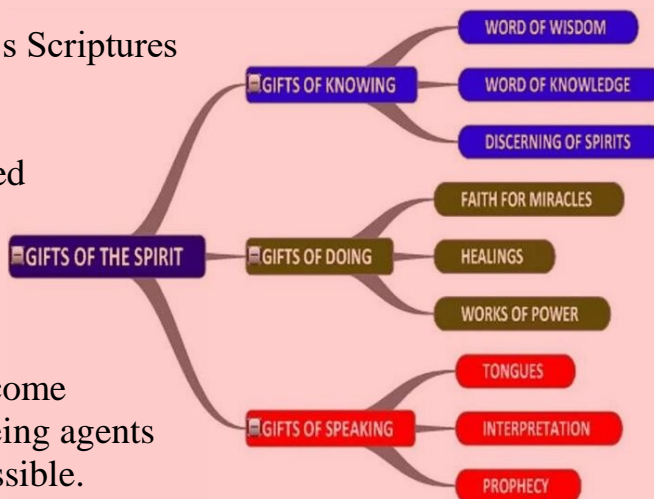 s Scriptures
ed
come
eing agents
ssible.
GIFTS OF THE SPIRIT
GIFTS OF KNOWING
WORD OF WISDOM
WORD OF KNOWLEDGE
DISCERNING OF SPIRITS
GIFTS OF DOING
FAITH FOR MIRACLES
HEALINGS
WORKS OF POWER
GIFTS OF SPEAKING
TONGUES
INTERPRETATION
PROPHECY